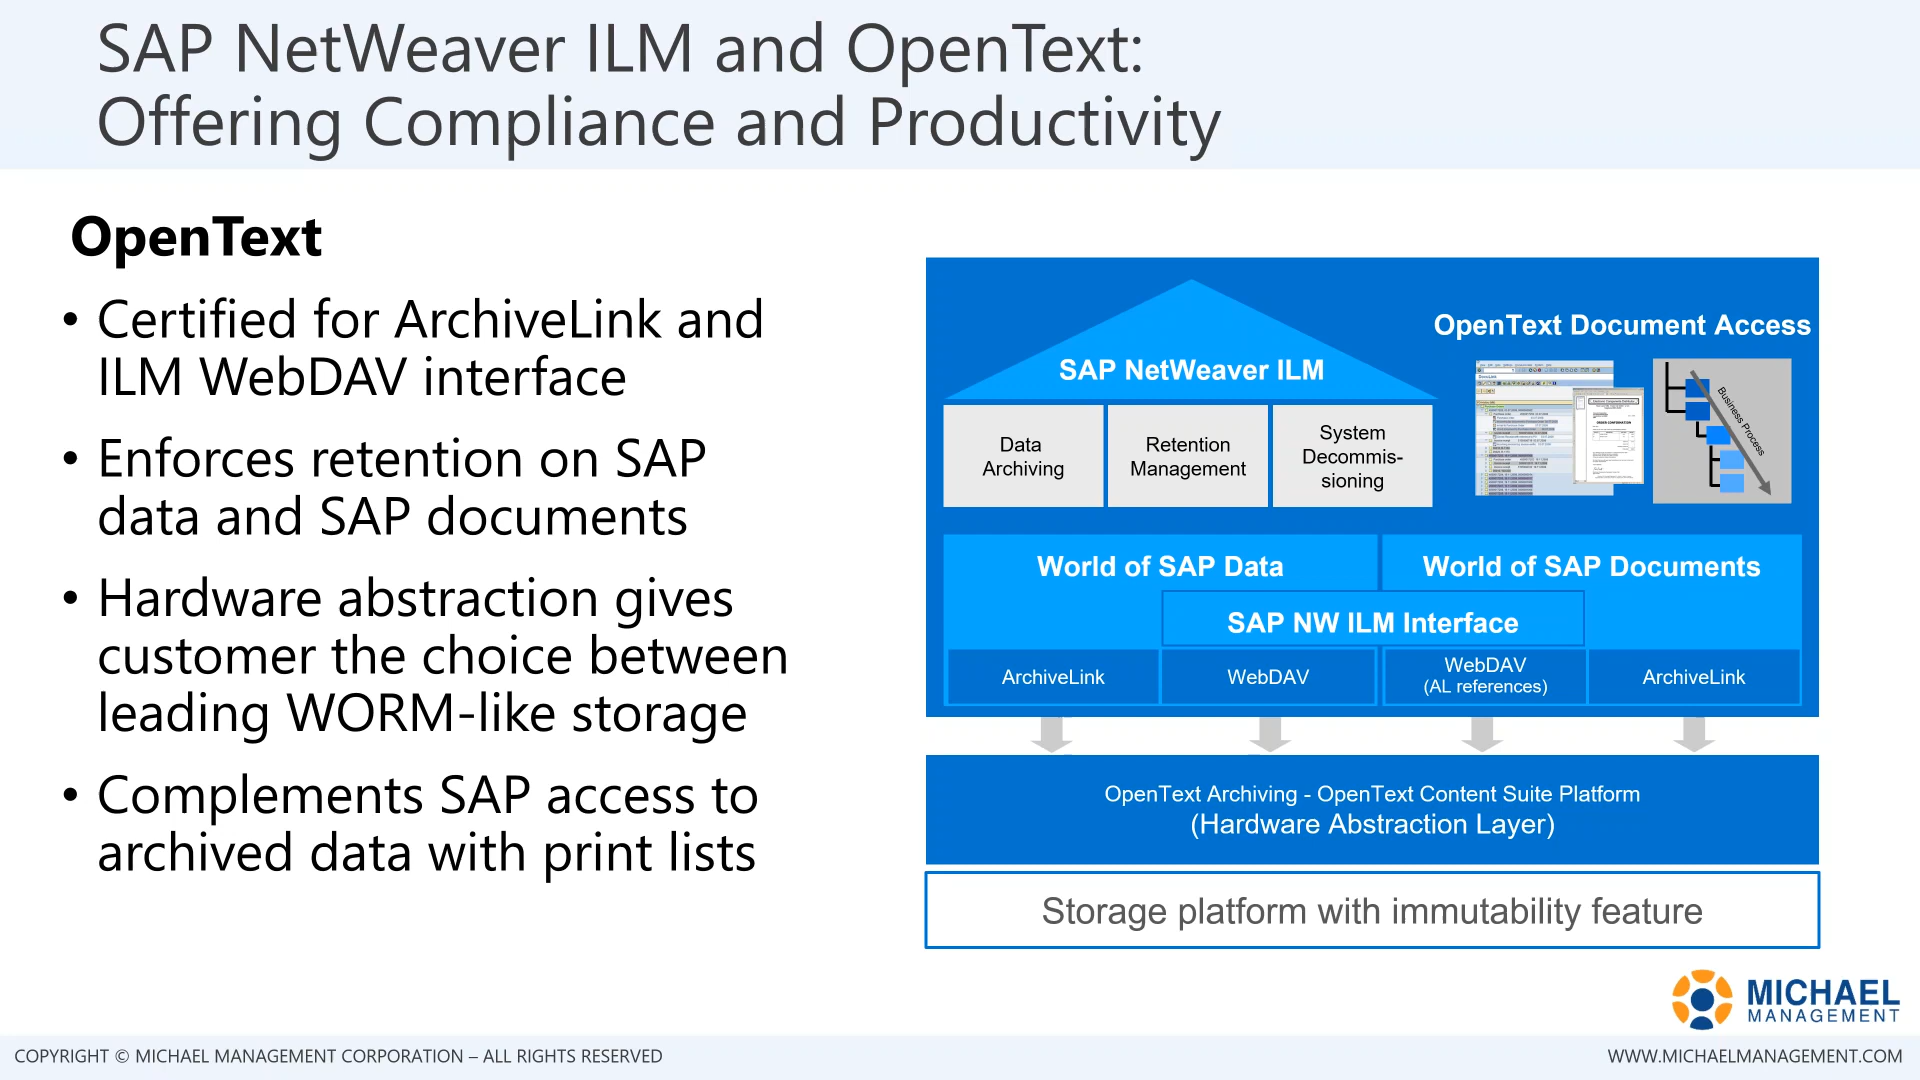 SAP NetWeaver ILM and OpenText:
Offering Compliance and Productivity
OpenText
• Certified for ArchiveLink and
ILM WebDAV interface
• Enforces retention on SAP
data and SAP documents
• Hardware abstraction gives
customer the choice between
leading WORM-like storage
• Complements SAP access to
archived data with print lists
SAP NetWeaver ILM
Data
Archiving
Retention
Management
System
Decommis-
sioning
OpenText Document Access
ORDER CONFIRMATION
Business Process
World of SAP Data
World of SAP Documents
SAP NW ILM Interface
ArchiveLink
WebDAV
WebDAV
(AL references)
ArchiveLink
OpenText Archiving - OpenText Content Suite Platform
(Hardware Abstraction Layer)
Storage platform with immutability feature
MICHAEL
MANAGEMENT
COPYRIGHT © MICHAEL MANAGEMENT CORPORATION – ALL RIGHTS RESERVED
WWW.MICHAELMANAGEMENT.COM